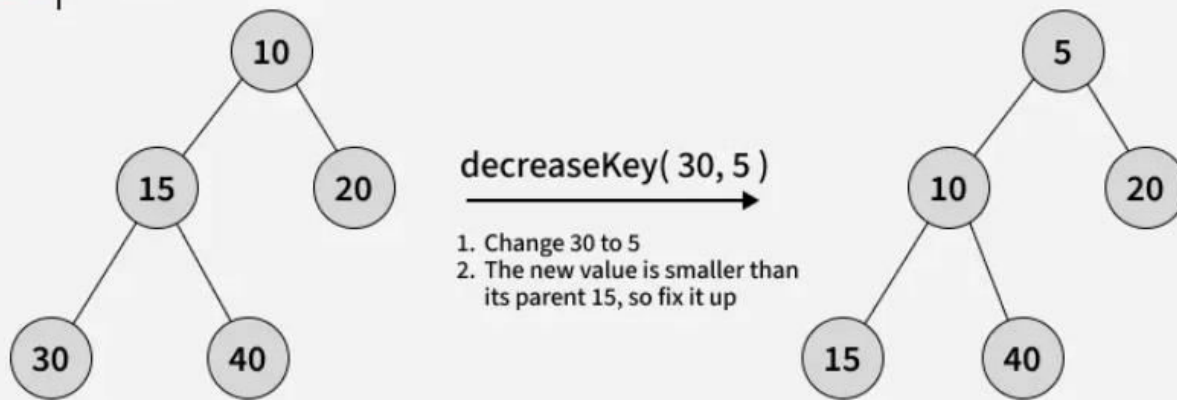 10
15
20
30
40
decreaseKey( 30, 5 )
1. Change 30 to 5
2. The new value is smaller than
its parent 15, so fix it up
5
10
20
15
40